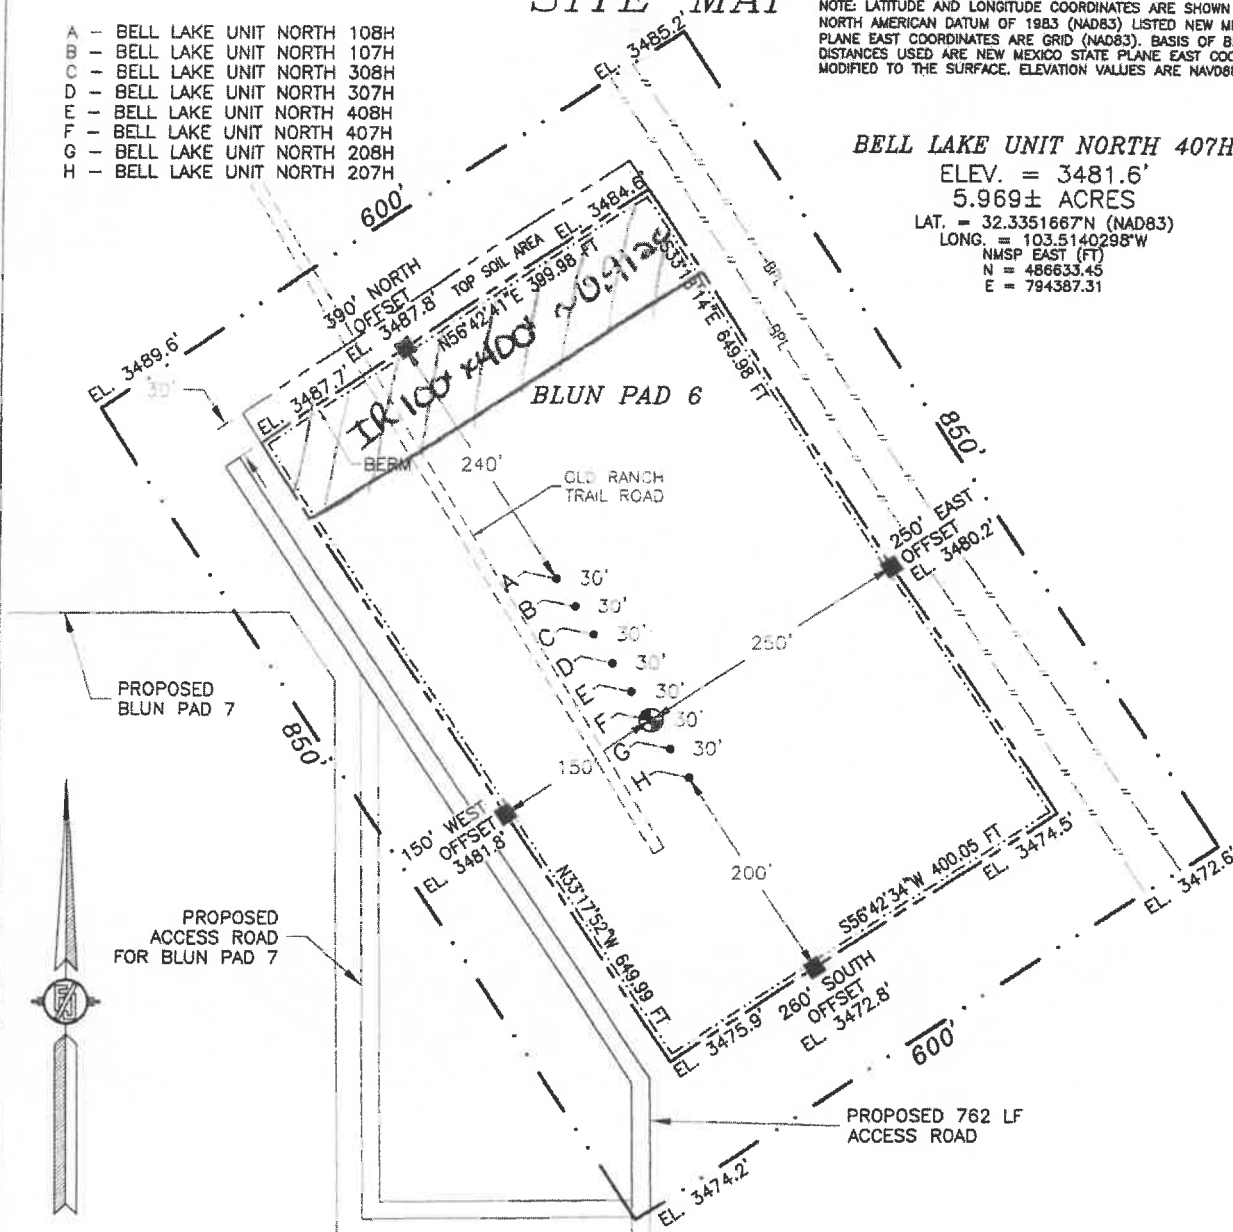 SITE MAP
NOTE: LATITUDE AND LONGITUDE COORDINATES ARE SHOWN
NORTH AMERICAN DATUM OF 1983 (NAD83) LISTED NEW
PLANE EAST COORDINATES ARE GRID (NAD83). BASIS OF
DISTANCES USED ARE NEW MEXICO STATE PLANE EAST
MODIFIED TO THE SURFACE. ELEVATION VALUES ARE
A - BELL LAKE UNIT NORTH 108H
B - BELL LAKE UNIT NORTH 107H
C - BELL LAKE UNIT NORTH 308H
D - BELL LAKE UNIT NORTH 307H
E - BELL LAKE UNIT NORTH 408H
F - BELL LAKE UNIT NORTH 407H
G - BELL LAKE UNIT NORTH 208H
H - BELL LAKE UNIT NORTH 207H
BELL LAKE UNIT NORTH 407H
ELEV. = 3481.6'
5.969± ACRES
LAT. = 32.3351667°N (NAD83)
LONG. = 103.5140298°W
NMSP EAST (FT)
N = 486633.45
E = 794387.31
EL. 3485.2'
600'
EL. 3489.6'
30'
390' NORTH
OFFSET
EL. 3487.8'
TOP SOIL AREA
EL. 3484.6'
N56°42'41"E 399.98 FT
EL. 3487.7'
IR 100' x400'
14"E 649.98 FT
BPL
BPL
BLUN PAD 6
BERM
240'
OLD RANCH
TRAIL ROAD
850'
250' EAST
OFFSET
EL. 3480.2'
A
30'
B
30'
C
30'
D
30'
E
30'
F
30'
G
30'
H
250'
150'
PROPOSED
BLUN PAD 7
850'
150' WEST
OFFSET
EL. 3481.8'
200'
PROPOSED
ACCESS ROAD
FOR BLUN PAD 7
N33°17'52"W 649.99 FT
S56°42'34"W 400.05 FT
EL. 3474.5'
EL. 3472.6'
EL. 3475.9'
260' SOUTH
OFFSET
EL. 3472.8'
600'
PROPOSED 762 LF
ACCESS ROAD
EL. 3474.2'